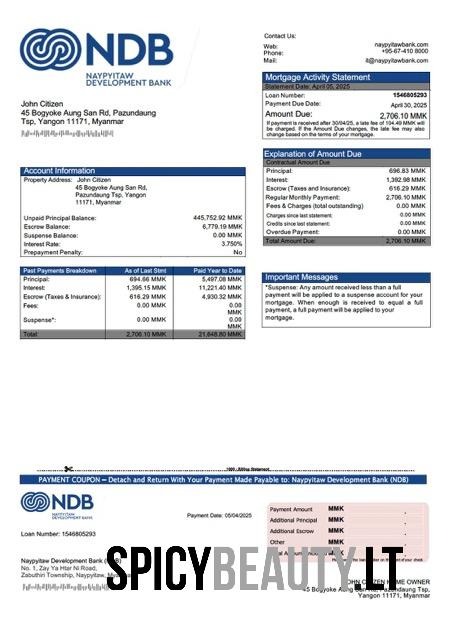 NDB
NAYPYITAW
DEVELOPMENT BANK
Contact Us:
Web: naypyitawbank.com
Phone: +95-67-410 8000
Mail: it@naypyitawbank.com
Mortgage Activity Statement
Statement Date: April 05, 2025
Loan Number: 1546805293
Payment Due Date: April 30, 2025
Amount Due: 2,706.10 MMK
If payment is received after 30/04/25, a late fee of 104.49 MMK will
be charged. If the Amount Due changes, the late fee may also
change based on the terms of your mortgage.
John Citizen
45 Bogyoke Aung San Rd, Pazundaung
Tsp, Yangon 11171, Myanmar
Explanation of Amount Due
Contractual Amount Due
Principal: 696.83 MMK
Interest: 1,392.98 MMK
Escrow (Taxes and Insurance): 616.29 MMK
Regular Monthly Payment: 2,706.10 MMK
Fees & Charges (total outstanding) 0.00 MMK
Charges since last statement: 0.00 MMK
Credits since last statement: 0.00 MMK
Overdue Payment: 0.00 MMK
Total Amount Due: 2,706.10 MMK
Account Information
Property Address: John Citizen
45 Bogyoke Aung San Rd,
Pazundaung Tsp, Yangon
11171, Myanmar
Unpaid Principal Balance: 445,752.92 MMK
Escrow Balance: 6,779.19 MMK
Suspense Balance: 0.00 MMK
Interest Rate: 3.750%
Prepayment Penalty: No
Past Payments Breakdown As of Last Stmt Paid Year to Date
Principal: 694.66 MMK 5,497.08 MMK
Interest: 1,395.15 MMK 11,221.40 MMK
Escrow (Taxes & Insurance): 616.29 MMK 4,930.32 MMK
Fees: 0.00 MMK 0.00
MMK
Suspense*: 0.00 MMK 0.00
MMK
Total: 2,706.10 MMK 21,648.80 MMK
Important Messages
*Suspense: Any amount received less than a full
payment will be applied to a suspense account for your
mortgage. When enough is received to equal a full
payment, a full payment will be applied to your
mortgage.
PAYMENT COUPON – Detach and Return With Your Payment Made Payable to: Naypyitaw Development Bank (NDB)
NDB
NAYPYITAW
DEVELOPMENT BANK
Payment Date: 05/04/2025
Loan Number: 1546805293
Payment Amount MMK .
Additional Principal MMK .
Additional Escrow MMK .
Other MMK
Naypyitaw Development Bank
No. 1, Zay Ya Htar Ni Road,
Zabuthiri Township, Naypyitaw,
SPICYBEAUTY.LT
45 Bogyoke Aung San Rd, Pazundaung Tsp,
Yangon 11171, Myanmar